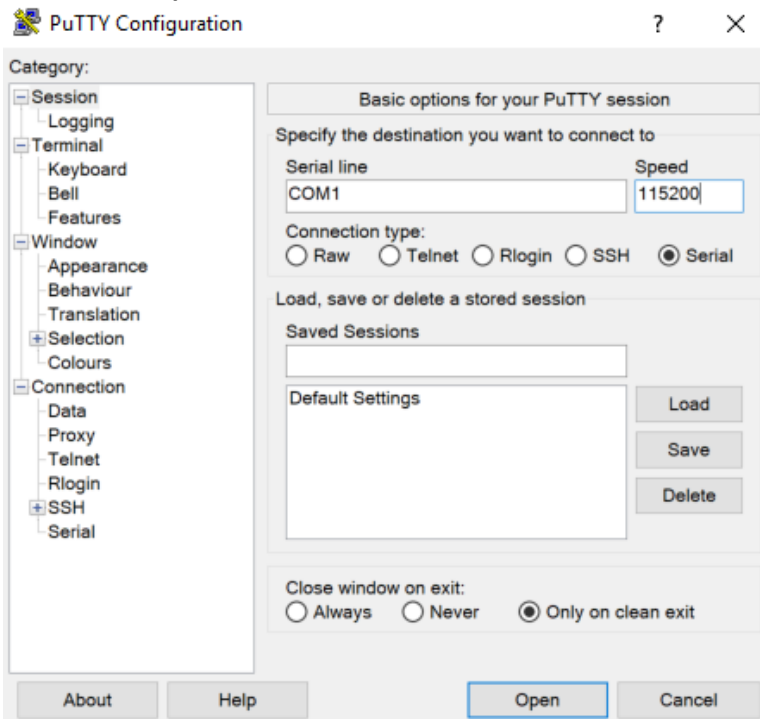 PuTTY Configuration ? ✕
Category:
Session
Logging
Terminal
Keyboard
Bell
Features
Window
Appearance
Behaviour
Translation
Selection
Colours
Connection
Data
Proxy
Telnet
Rlogin
SSH
Serial
Basic options for your PuTTY session
Specify the destination you want to connect to
Serial line Speed
COM1 115200
Connection type:
Raw Telnet Rlogin SSH Serial
Load, save or delete a stored session
Saved Sessions
Default Settings
Load
Save
Delete
Close window on exit:
Always Never Only on clean exit
About Help Open Cancel